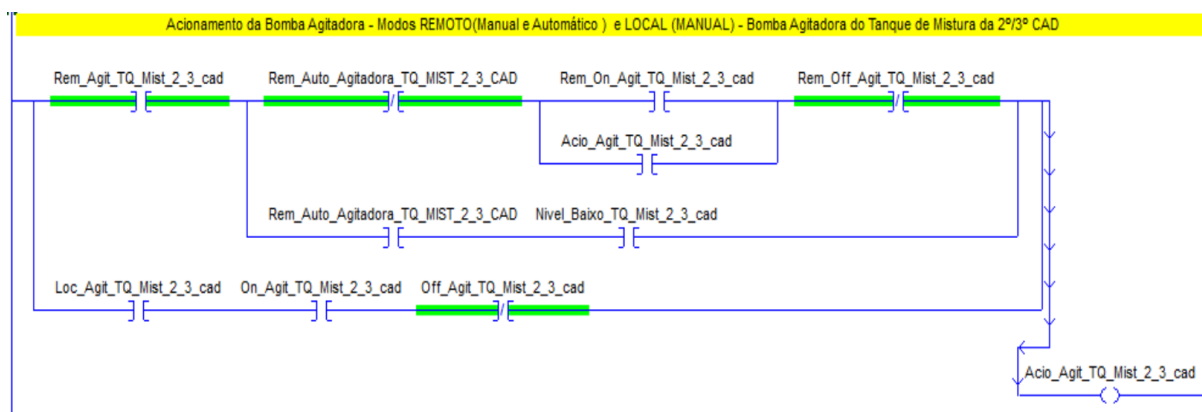 Acionamento da Bomba Agitadora - Modos REMOTO(Manual e Automático ) e LOCAL (MANUAL) - Bomba Agitadora do Tanque de Mistura da 2º/3º CAD
Rem_Agit_TQ_Mist_2_3_cad Rem_Auto_Agitadora_TQ_MIST_2_3_CAD Rem_On_Agit_TQ_Mist_2_3_cad Rem_Off_Agit_TQ_Mist_2_3_cad
Acio_Agit_TQ_Mist_2_3_cad
Rem_Auto_Agitadora_TQ_MIST_2_3_CAD Nivel_Baixo_TQ_Mist_2_3_cad
Loc_Agit_TQ_Mist_2_3_cad On_Agit_TQ_Mist_2_3_cad Off_Agit_TQ_Mist_2_3_cad
Acio_Agit_TQ_Mist_2_3_cad